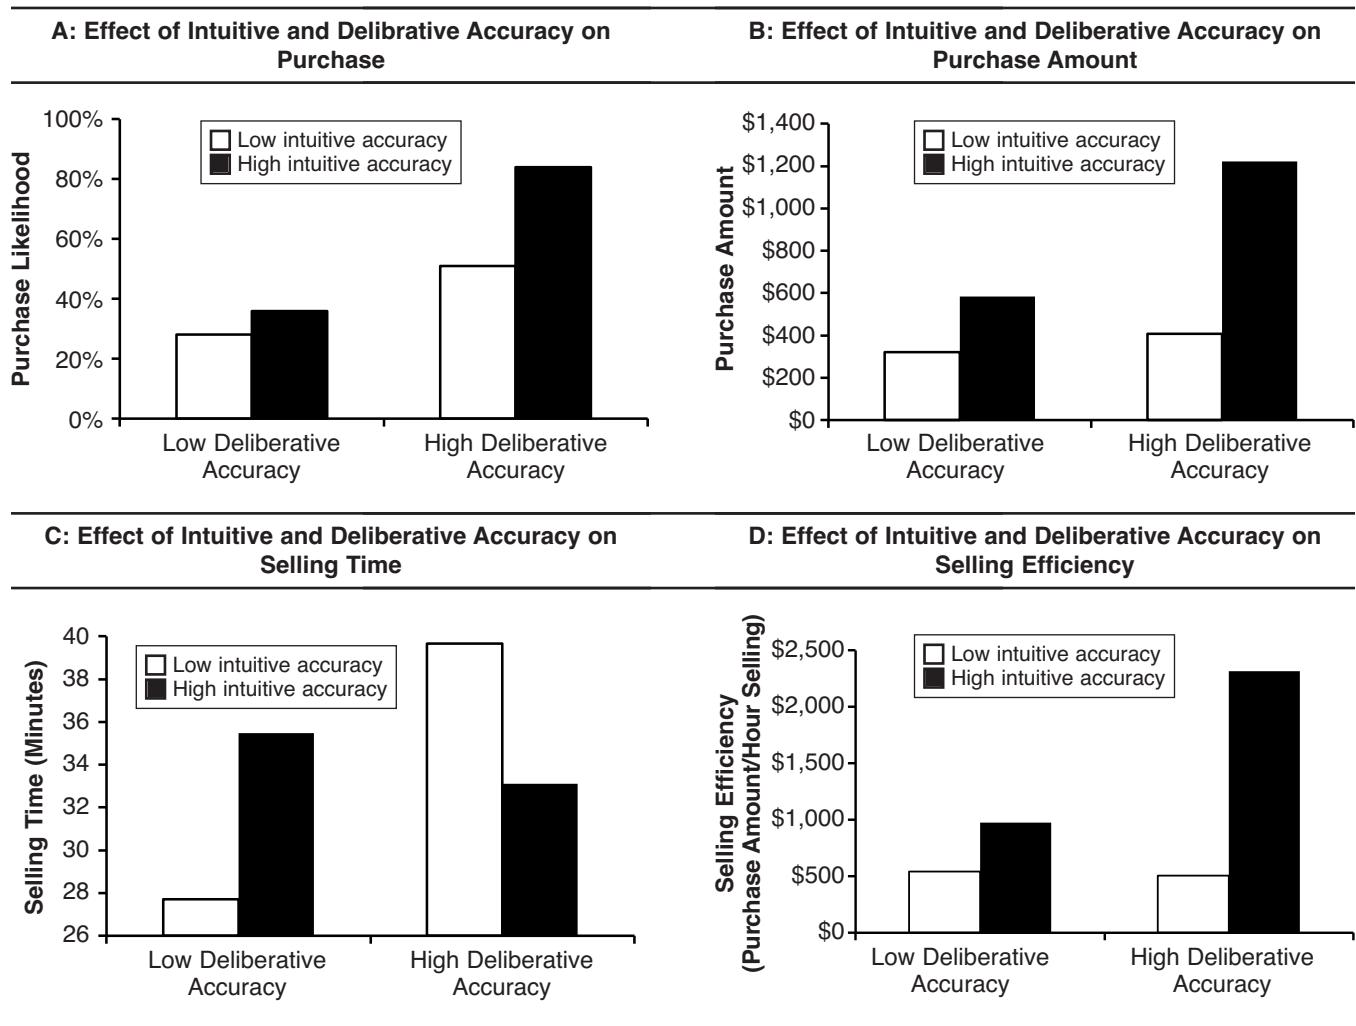 A: Effect of Intuitive and Delibrative Accuracy on
Purchase
100%
80%
60%
40%
20%
0%
Purchase Likelihood
Low intuitive accuracy
High intuitive accuracy
Low Deliberative
Accuracy
High Deliberative
Accuracy
B: Effect of Intuitive and Deliberative Accuracy on
Purchase Amount
$1,400
$1,200
$1,000
$800
$600
$400
$200
$0
Purchase Amount
Low intuitive accuracy
High intuitive accuracy
Low Deliberative
Accuracy
High Deliberative
Accuracy
C: Effect of Intuitive and Deliberative Accuracy on
Selling Time
40
38
36
34
32
30
28
26
Selling Time (Minutes)
Low intuitive accuracy
High intuitive accuracy
Low Deliberative
Accuracy
High Deliberative
Accuracy
D: Effect of Intuitive and Deliberative Accuracy on
Selling Efficiency
$2,500
$2,000
$1,500
$1,000
$500
$0
Selling Efficiency
(Purchase Amount/Hour Selling)
Low intuitive accuracy
High intuitive accuracy
Low Deliberative
Accuracy
High Deliberative
Accuracy